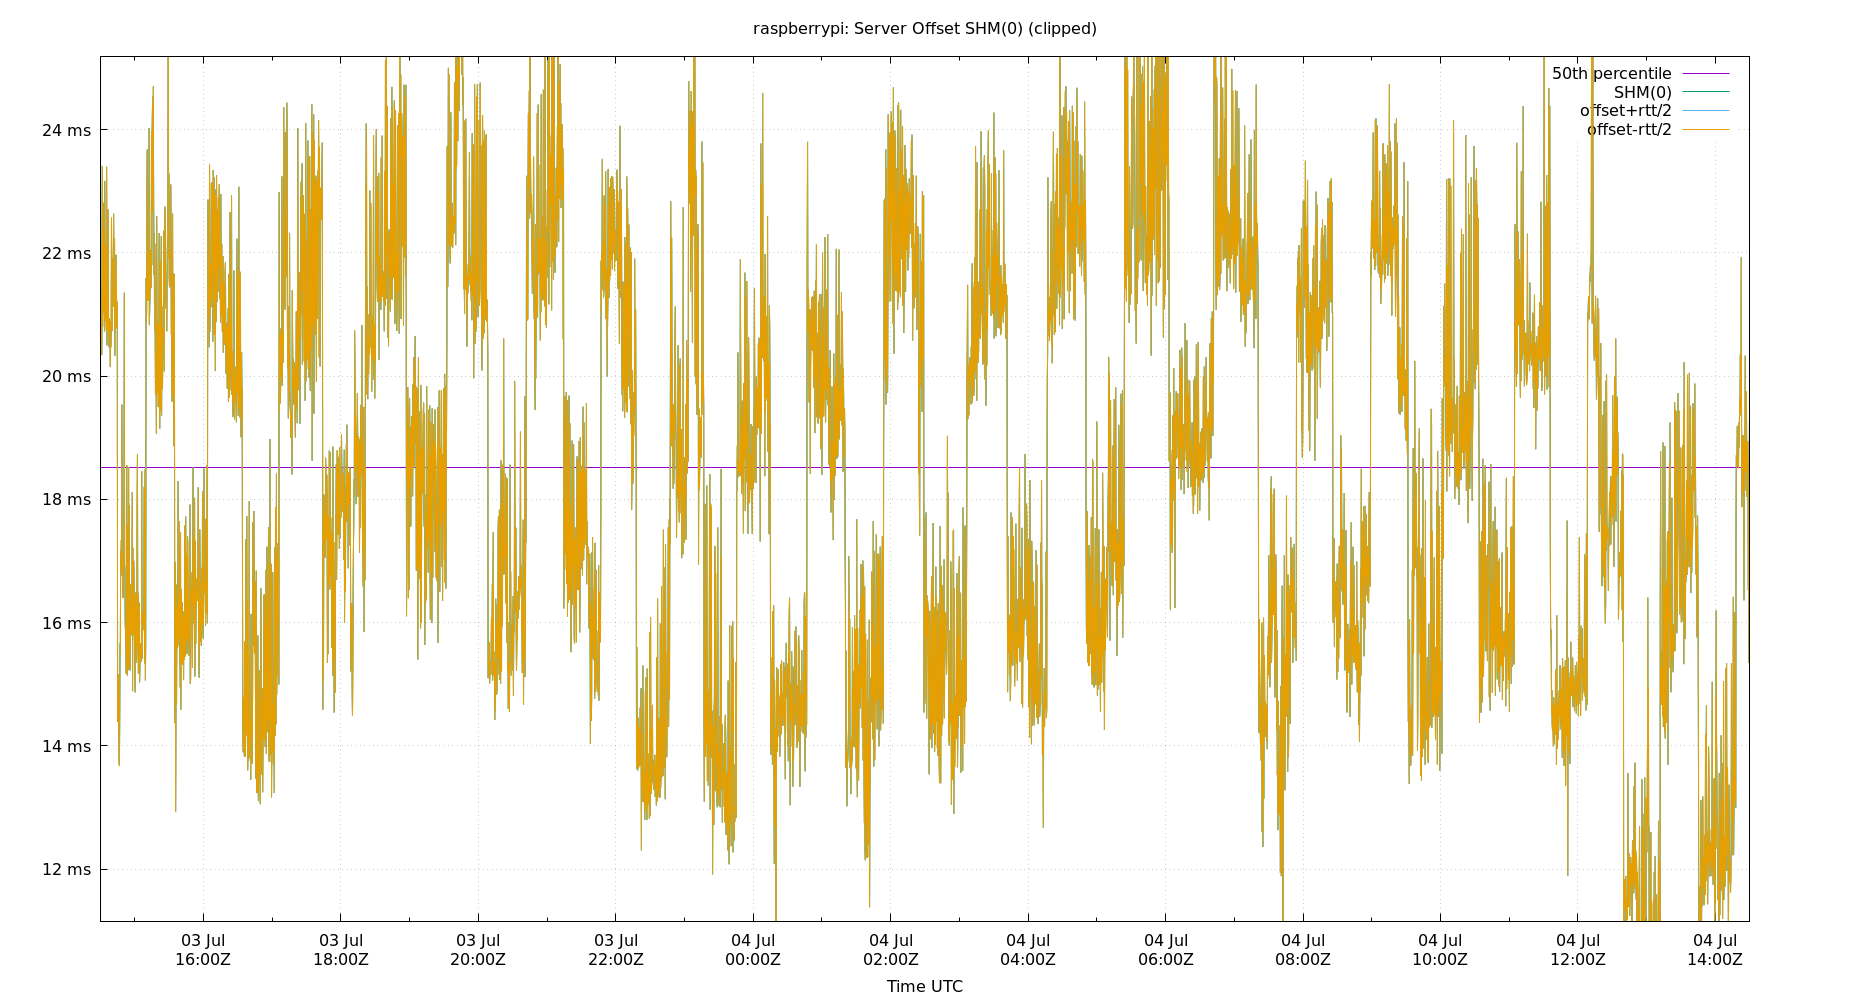 raspberrypi: Server Offset SHM(0) (clipped)
50th percentile
SHM(0)
offset+rtt/2
offset-rtt/2
24 ms
22 ms
20 ms
18 ms
16 ms
14 ms
12 ms
03 Jul 03 Jul 03 Jul 03 Jul 04 Jul 04 Jul 04 Jul 04 Jul 04 Jul 04 Jul 04 Jul 04 Jul
16:00Z 18:00Z 20:00Z 22:00Z 00:00Z 02:00Z 04:00Z 06:00Z 08:00Z 10:00Z 12:00Z 14:00Z
Time UTC